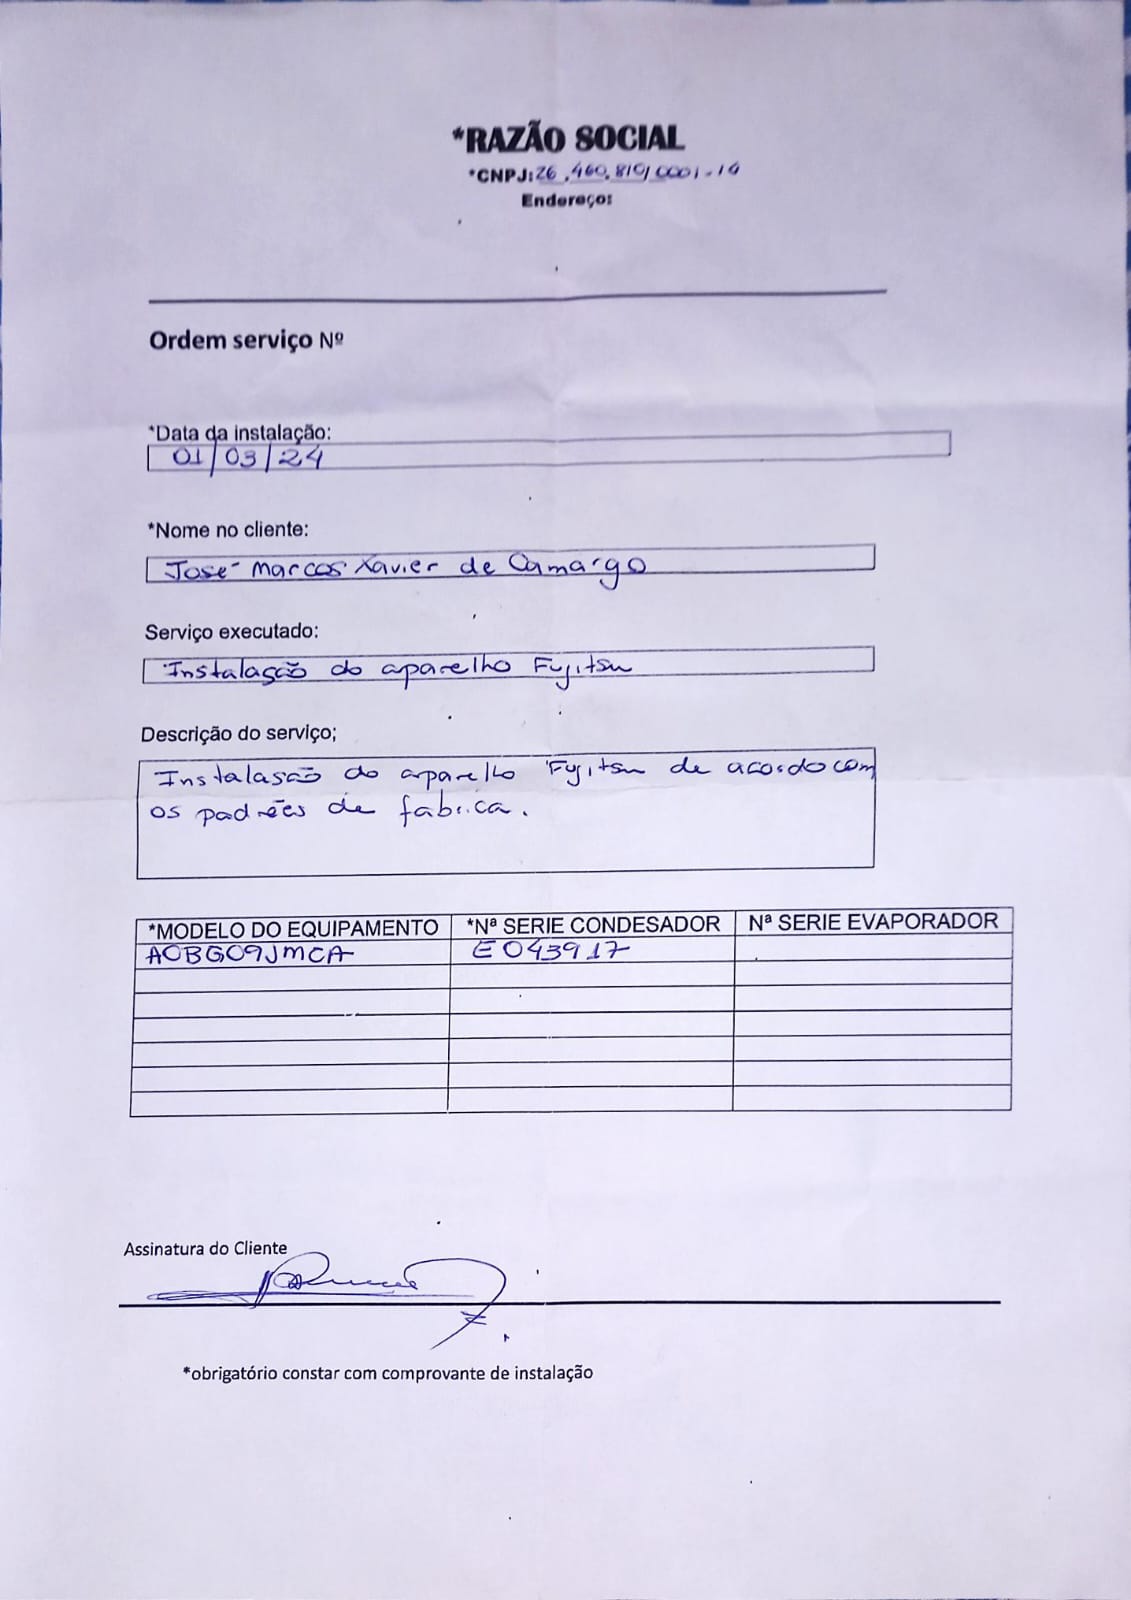 *RAZÃO SOCIAL
*CNPJ: 26.460.810/0001-10
Endereço:
Ordem serviço Nº
*Data da instalação:
01/03/24
*Nome no cliente:
José Marcos Xavier de Camargo
Serviço executado:
Instalação do aparelho Fujitsu
Descrição do serviço;
Instalasão do aparelho Fujitsu de acordo com
os padrões de fabrica.
*MODELO DO EQUIPAMENTO *Nª SERIE CONDESADOR Nª SERIE EVAPORADOR
AOBG09JMCA E043917
Assinatura do Cliente
*obrigatório constar com comprovante de instalação